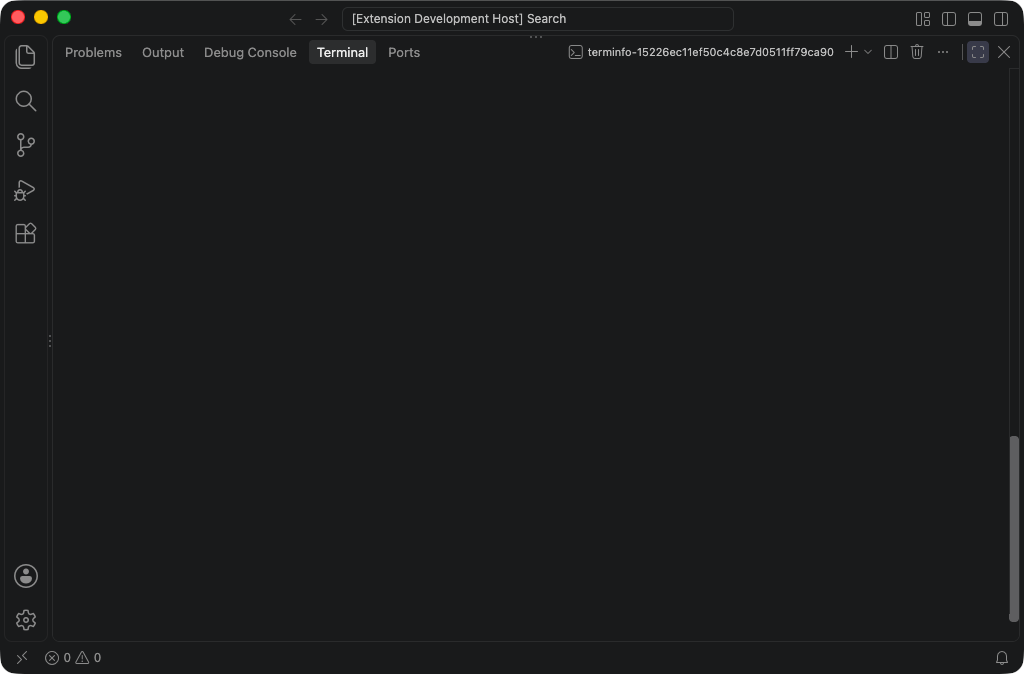 [Extension Development Host] Search
Problems Output Debug Console Terminal Ports terminfo-15226ec11ef50c4c8e7d0511ff79ca90
0 0